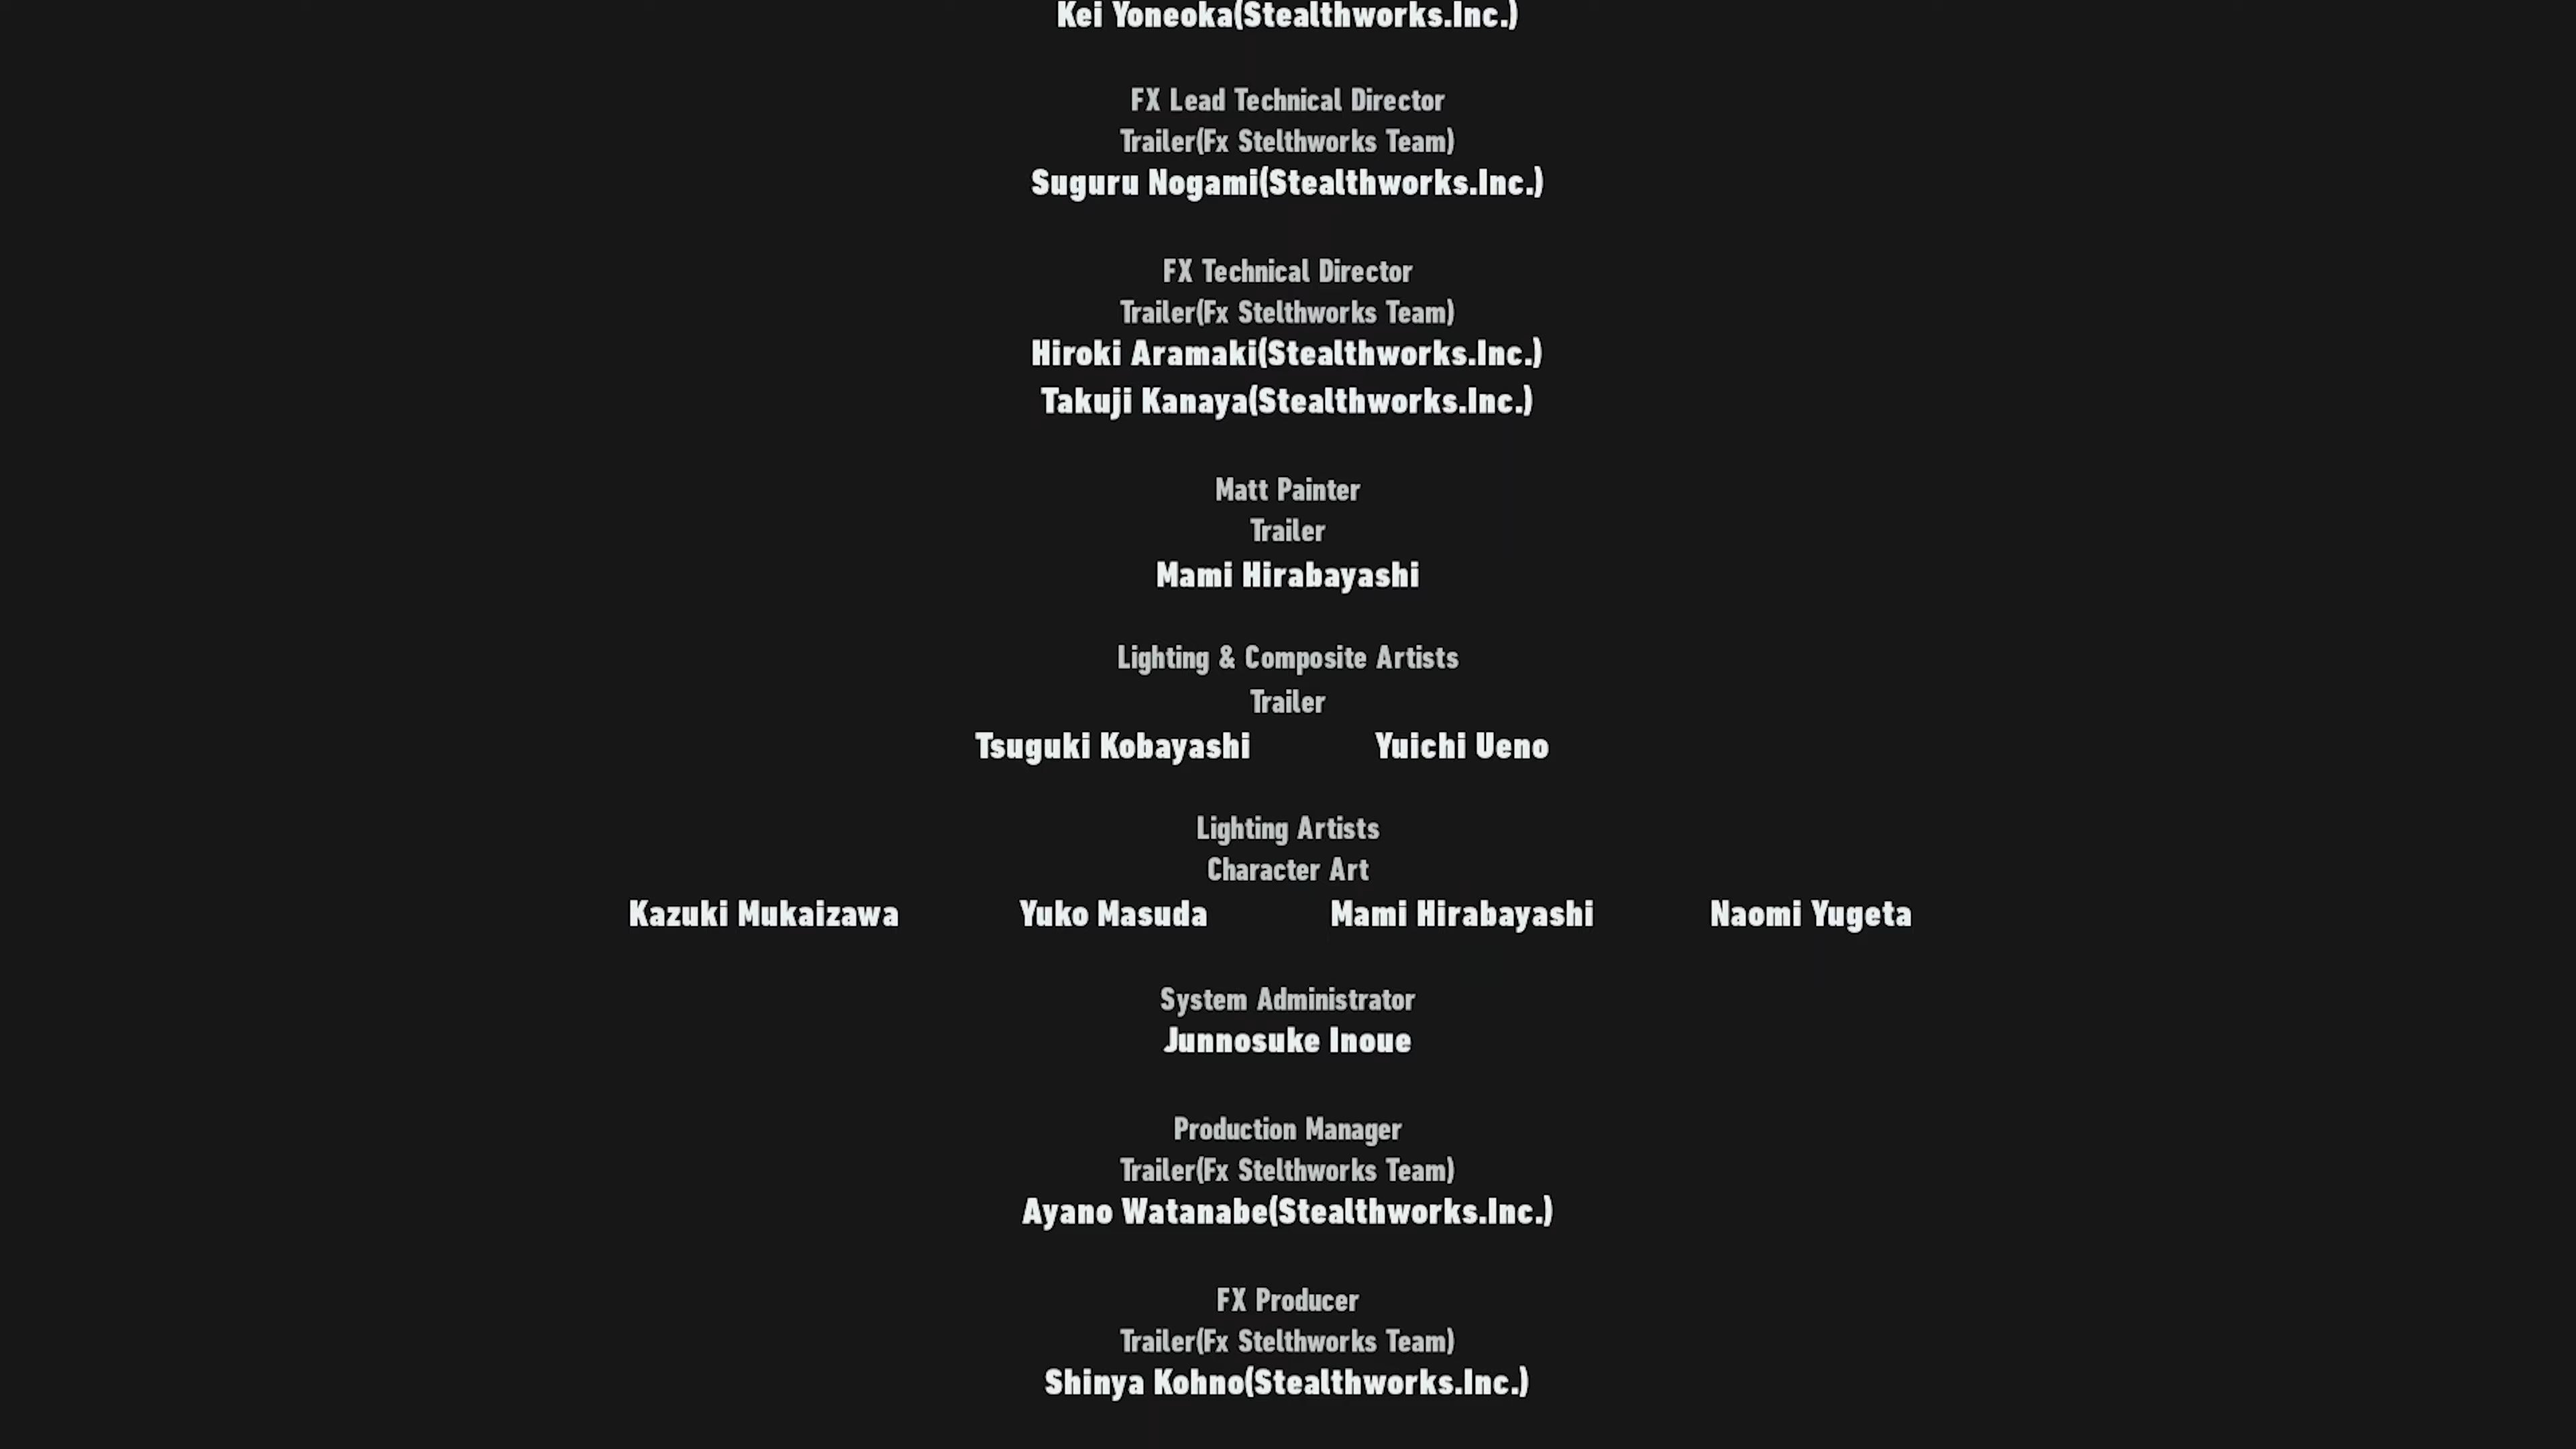 Kei Yoneoka(Stealthworks.Inc.)
FX Lead Technical Director
Trailer(Fx Stelthworks Team)
Suguru Nogami(Stealthworks.Inc.)
FX Technical Director
Trailer(Fx Stelthworks Team)
Hiroki Aramaki(Stealthworks.Inc.)
Takuji Kanaya(Stealthworks.Inc.)
Matt Painter
Trailer
Mami Hirabayashi
Lighting & Composite Artists
Trailer
Tsuguki Kobayashi Yuichi Ueno
Lighting Artists
Character Art
Kazuki Mukaizawa Yuko Masuda Mami Hirabayashi Naomi Yugeta
System Administrator
Junnosuke Inoue
Production Manager
Trailer(Fx Stelthworks Team)
Ayano Watanabe(Stealthworks.Inc.)
FX Producer
Trailer(Fx Stelthworks Team)
Shinya Kohno(Stealthworks.Inc.)